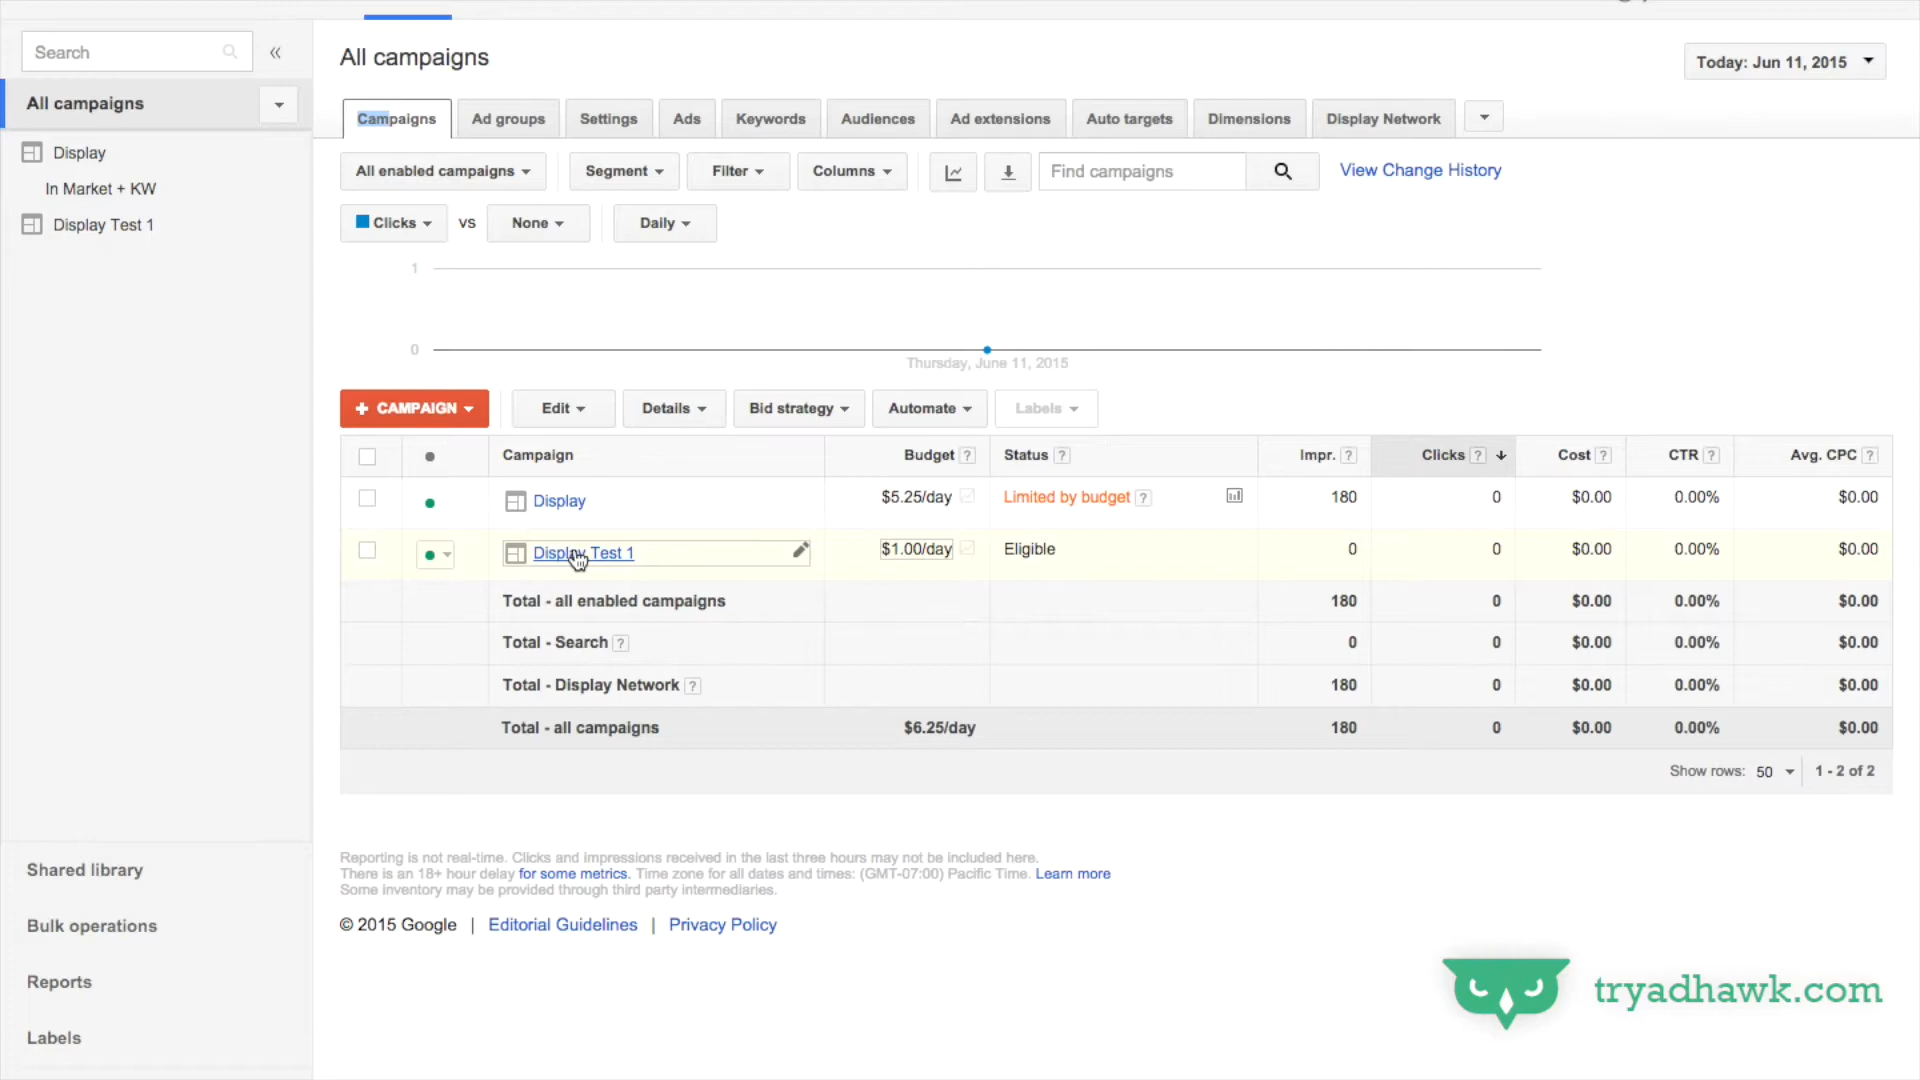 Search «
All campaigns
Today: Jun 11, 2015
All campaigns
Display
In Market + KW
Display Test 1
Campaigns Ad groups Settings Ads Keywords Audiences Ad extensions Auto targets Dimensions Display Network
All enabled campaigns Segment Filter Columns Find campaigns View Change History
Clicks vs None Daily
1
0
Thursday, June 11, 2015
+ CAMPAIGN Edit Details Bid strategy Automate Labels
Campaign Budget ? Status ? Impr. ? Clicks ? Cost ? CTR ? Avg. CPC ?
Display $5.25/day Limited by budget ? 180 0 $0.00 0.00% $0.00
Display Test 1 $1.00/day Eligible 0 0 $0.00 0.00% $0.00
Total - all enabled campaigns 180 0 $0.00 0.00% $0.00
Total - Search ? 0 0 $0.00 0.00% $0.00
Total - Display Network ? 180 0 $0.00 0.00% $0.00
Total - all campaigns $6.25/day 180 0 $0.00 0.00% $0.00
Show rows: 50 1 - 2 of 2
Reporting is not real-time. Clicks and impressions received in the last three hours may not be included here.
There is an 18+ hour delay for some metrics. Time zone for all dates and times: (GMT-07:00) Pacific Time. Learn more
Some inventory may be provided through third party intermediaries.
© 2015 Google | Editorial Guidelines | Privacy Policy
Shared library
Bulk operations
Reports
Labels
tryadhawk.com